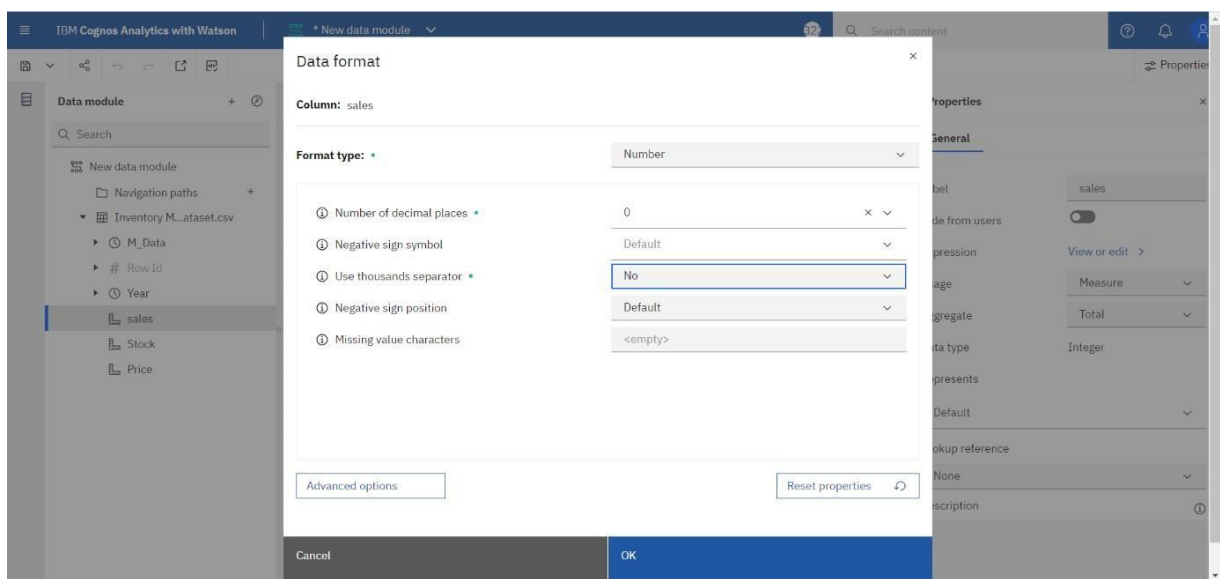 IBM Cognos Analytics with Watson
* New data module
32
Search content
Properties
Data module
Search
New data module
Navigation paths
Inventory M...ataset.csv
M_Data
# Row Id
Year
sales
Stock
Price
Data format
Column: sales
Format type:
Number
Number of decimal places
0
Negative sign symbol
Default
Use thousands separator
No
Negative sign position
Default
Missing value characters
<empty>
Advanced options
Reset properties
Cancel
OK
roperties
General
bel
sales
de from users
pression
View or edit
age
Measure
gregate
Total
ta type
Integer
presents
Default
okup reference
None
escription